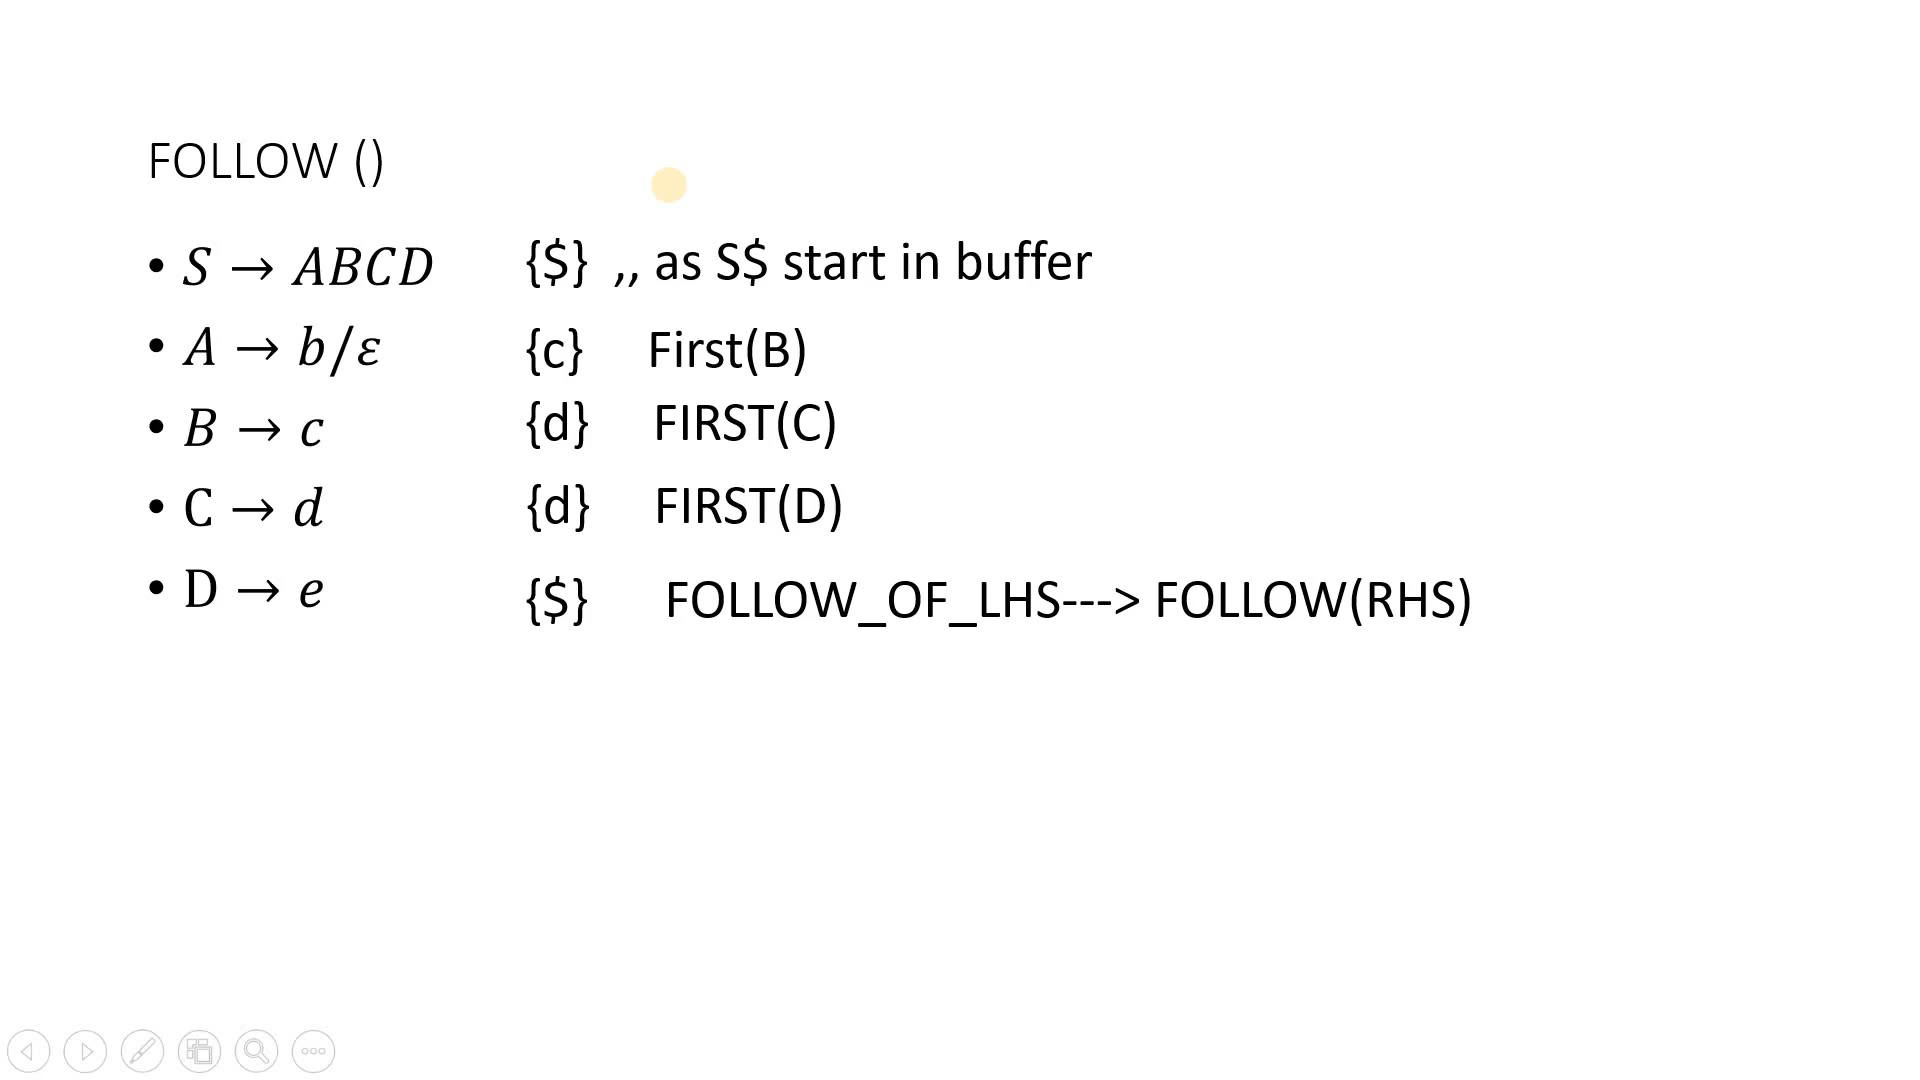 FOLLOW ()
• S → ABCD {$} ,, as S$ start in buffer
• A → b/ε {c} First(B)
• B → c {d} FIRST(C)
• C → d {d} FIRST(D)
• D → e {$} FOLLOW_OF_LHS---> FOLLOW(RHS)